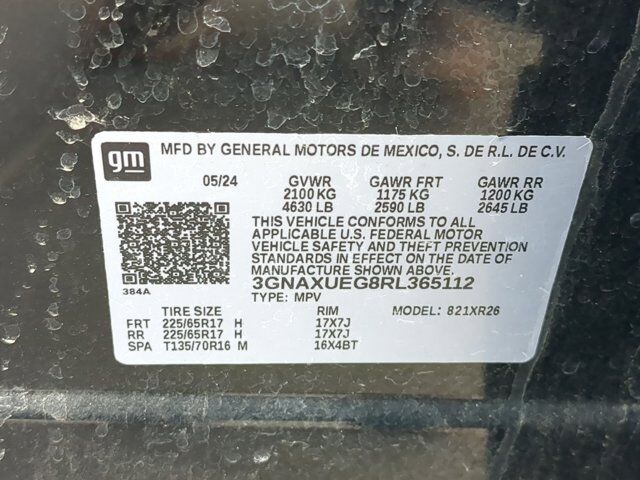 gm
MFD BY GENERAL MOTORS DE MEXICO, S. DE R.L. DE C.V.
05/24 GVWR GAWR FRT GAWR RR
2100 KG 1175 KG 1200 KG
4630 LB 2590 LB 2645 LB
THIS VEHICLE CONFORMS TO ALL
APPLICABLE U.S. FEDERAL MOTOR
VEHICLE SAFETY AND THEFT PREVENTION
STANDARDS IN EFFECT ON THE DATE OF
MANUFACTURE SHOWN ABOVE.
384A
3GNAXUEG8RL365112
TYPE: MPV MODEL: 821XR26
TIRE SIZE RIM
FRT 225/65R17 H 17X7J
RR 225/65R17 H 17X7J
SPA T135/70R16 M 16X4BT